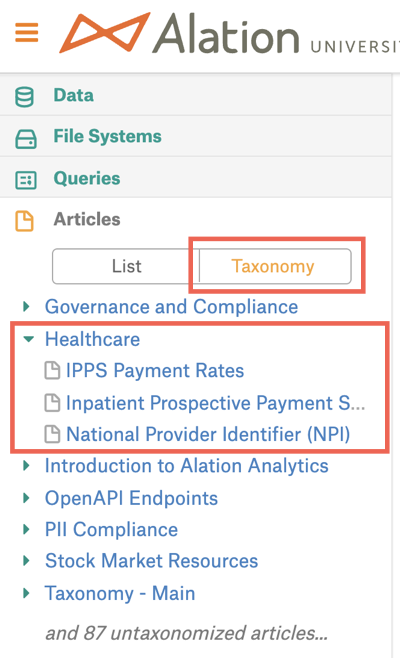 Alation UNIVERSI
Data
File Systems
Queries
Articles
List Taxonomy
Governance and Compliance
Healthcare
IPPS Payment Rates
Inpatient Prospective Payment S...
National Provider Identifier (NPI)
Introduction to Alation Analytics
OpenAPI Endpoints
PII Compliance
Stock Market Resources
Taxonomy - Main
and 87 untaxonomized articles...